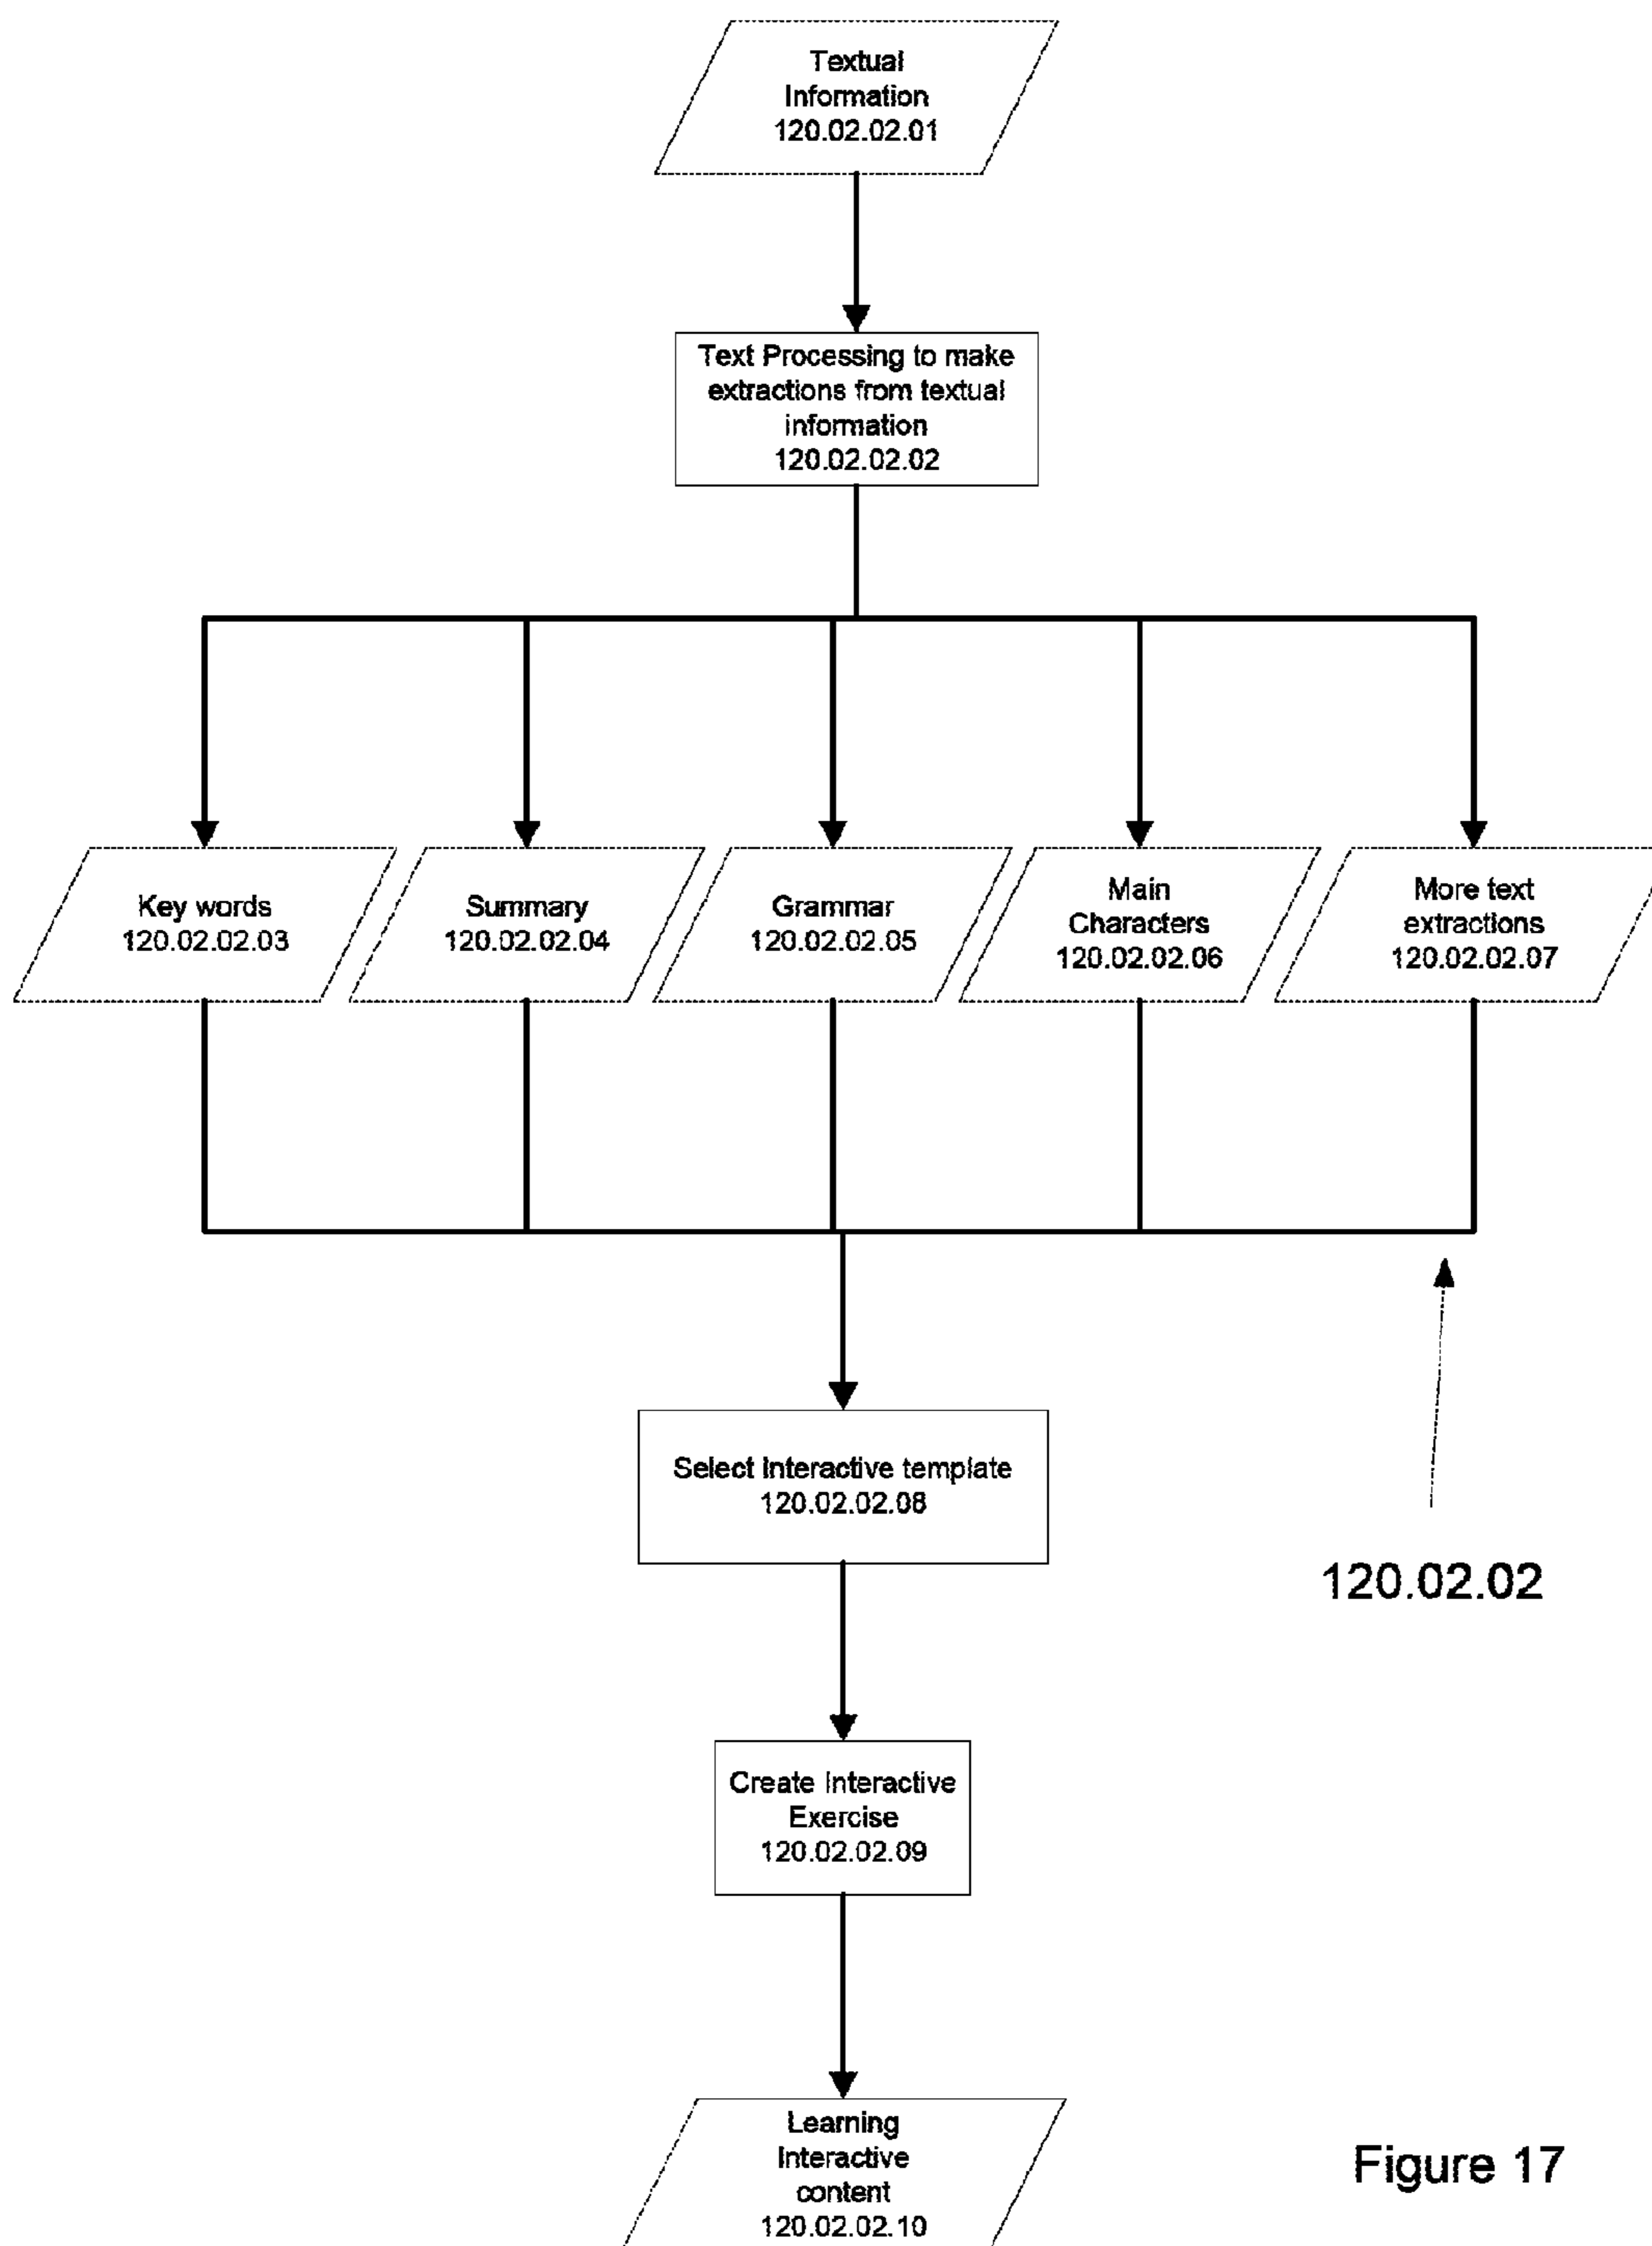 Textual
Information
120.02.02.01
Text Processing to make
extractions from textual
information
120.02.02.02
Key words
120.02.02.03
Summary
120.02.02.04
Grammar
120.02.02.05
Main
Characters
120.02.02.06
More text
extractions
120.02.02.07
Select Interactive template
120.02.02.08
120.02.02
Create Interactive
Exercise
120.02.02.09
Learning
Interactive
content
120.02.02.10
Figure 17